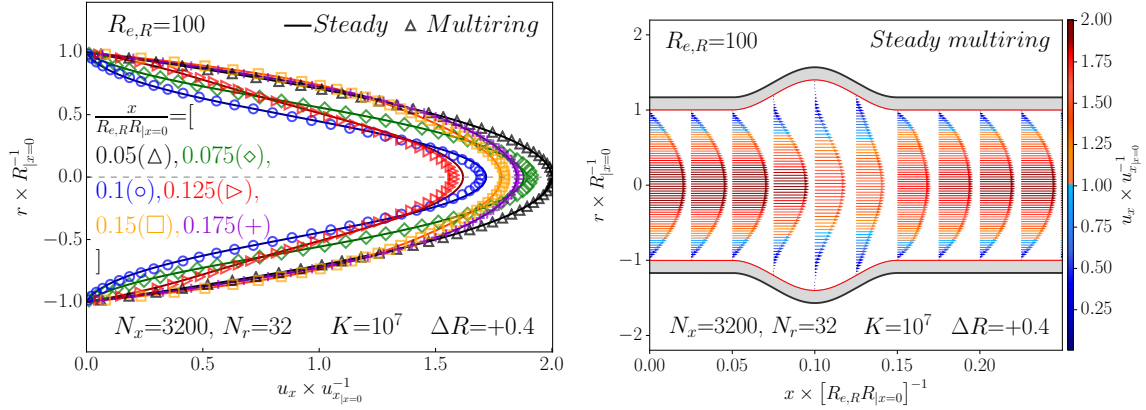 R_{e,R}=100 — Steady △ Multiring
1.0
0.5
0.0
−0.5
−1.0
r × R^{-1}_{|x=0}
x / R_{e,R}R_{|x=0} = [
0.05(△), 0.075(◇),
0.1(○), 0.125(▷),
0.15(□), 0.175(+)
]
N_x=3200, N_r=32 K=10^7 ΔR=+0.4
0.0 0.5 1.0 1.5 2.0
u_x × u^{-1}_{x_{|x=0}}
R_{e,R}=100 Steady multiring
2
1
0
−1
−2
r × R^{-1}_{|x=0}
N_x=3200, N_r=32 K=10^7 ΔR=+0.4
0.00 0.05 0.10 0.15 0.20
x × [R_{e,R}R_{|x=0}]^{-1}
2.00
1.75
1.50
1.25
1.00
0.75
0.50
0.25
u_x × u^{-1}_{x|x=0}